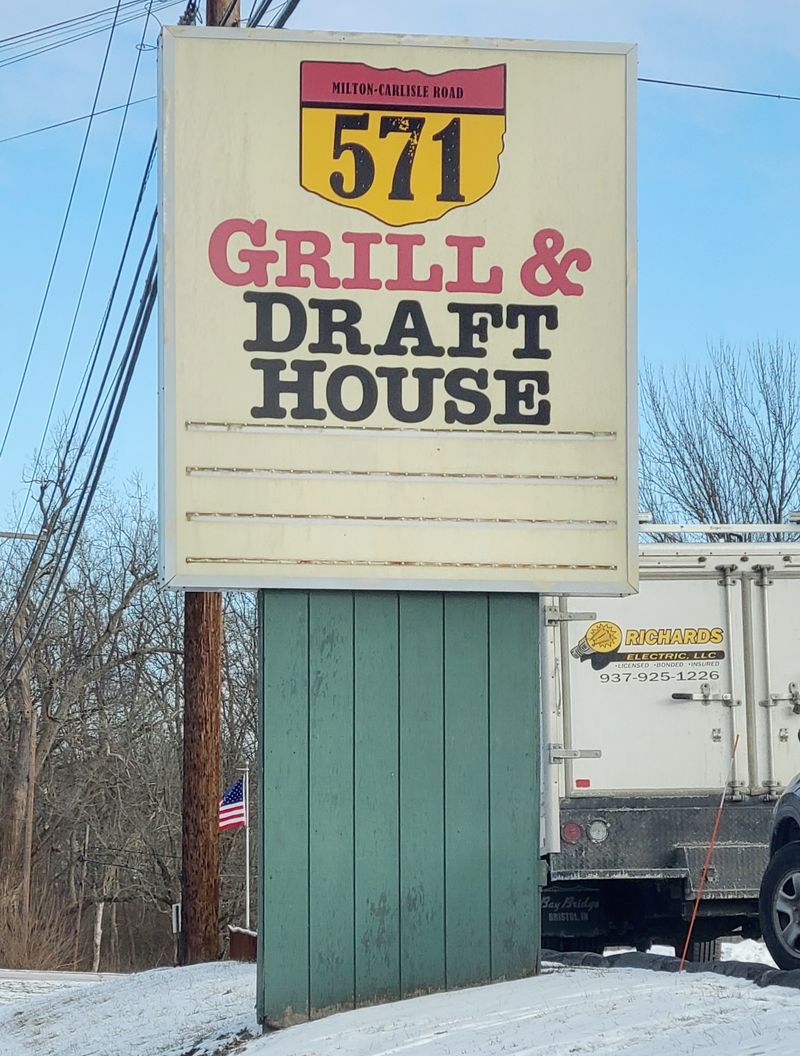 MILTON-CARLISLE ROAD
571
GRILL &
DRAFT
HOUSE
RICHARDS
ELECTRIC, LLC
•LICENSED •BONDED •INSURED
937-925-1226
Bay Bridge
BRISTOL, IN